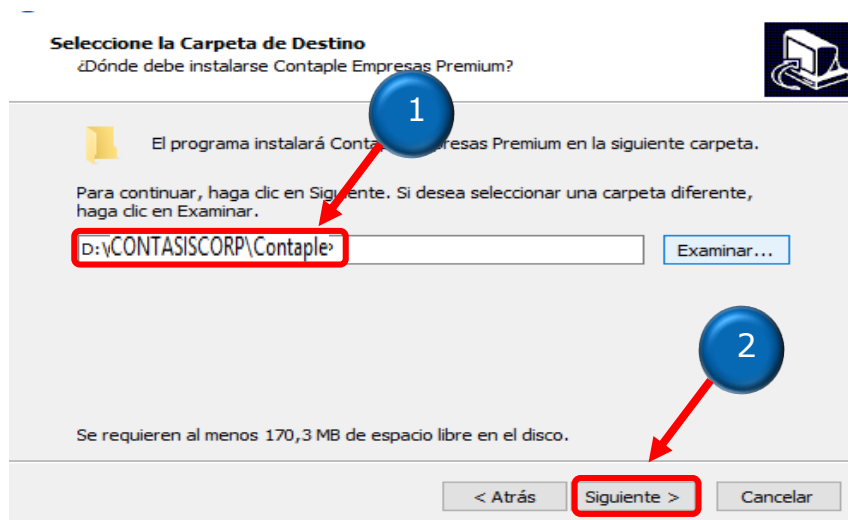 Seleccione la Carpeta de Destino
¿Dónde debe instalarse Contaple Empresas Premium?
1
El programa instalará Contaple Empresas Premium en la siguiente carpeta.
Para continuar, haga clic en Siguiente. Si desea seleccionar una carpeta diferente,
haga clic en Examinar.
D:\CONTASISCORP\Contaple
Examinar...
2
Se requieren al menos 170,3 MB de espacio libre en el disco.
< Atrás
Siguiente >
Cancelar